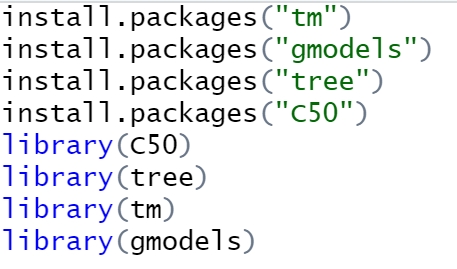 install.packages("tm")
install.packages("gmodels")
install.packages("tree")
install.packages("C50")
library(C50)
library(tree)
library(tm)
library(gmodels)